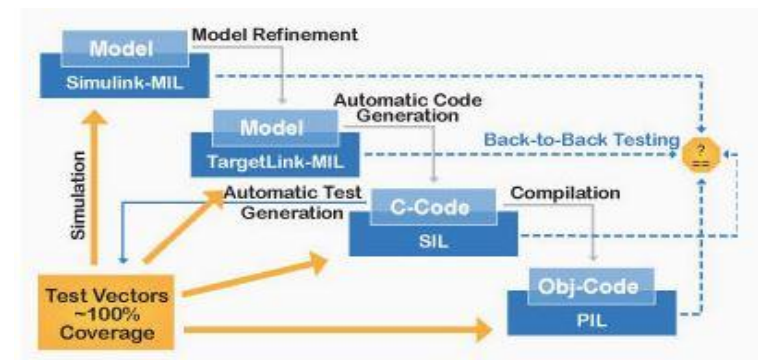 Model
Simulink-MIL
Model Refinement
Model
TargetLink-MIL
Automatic Code
Generation
Back-to-Back Testing
?
==
Simulation
Automatic Test
Generation
C-Code
SIL
Compilation
Obj-Code
PIL
Test Vectors
~100%
Coverage